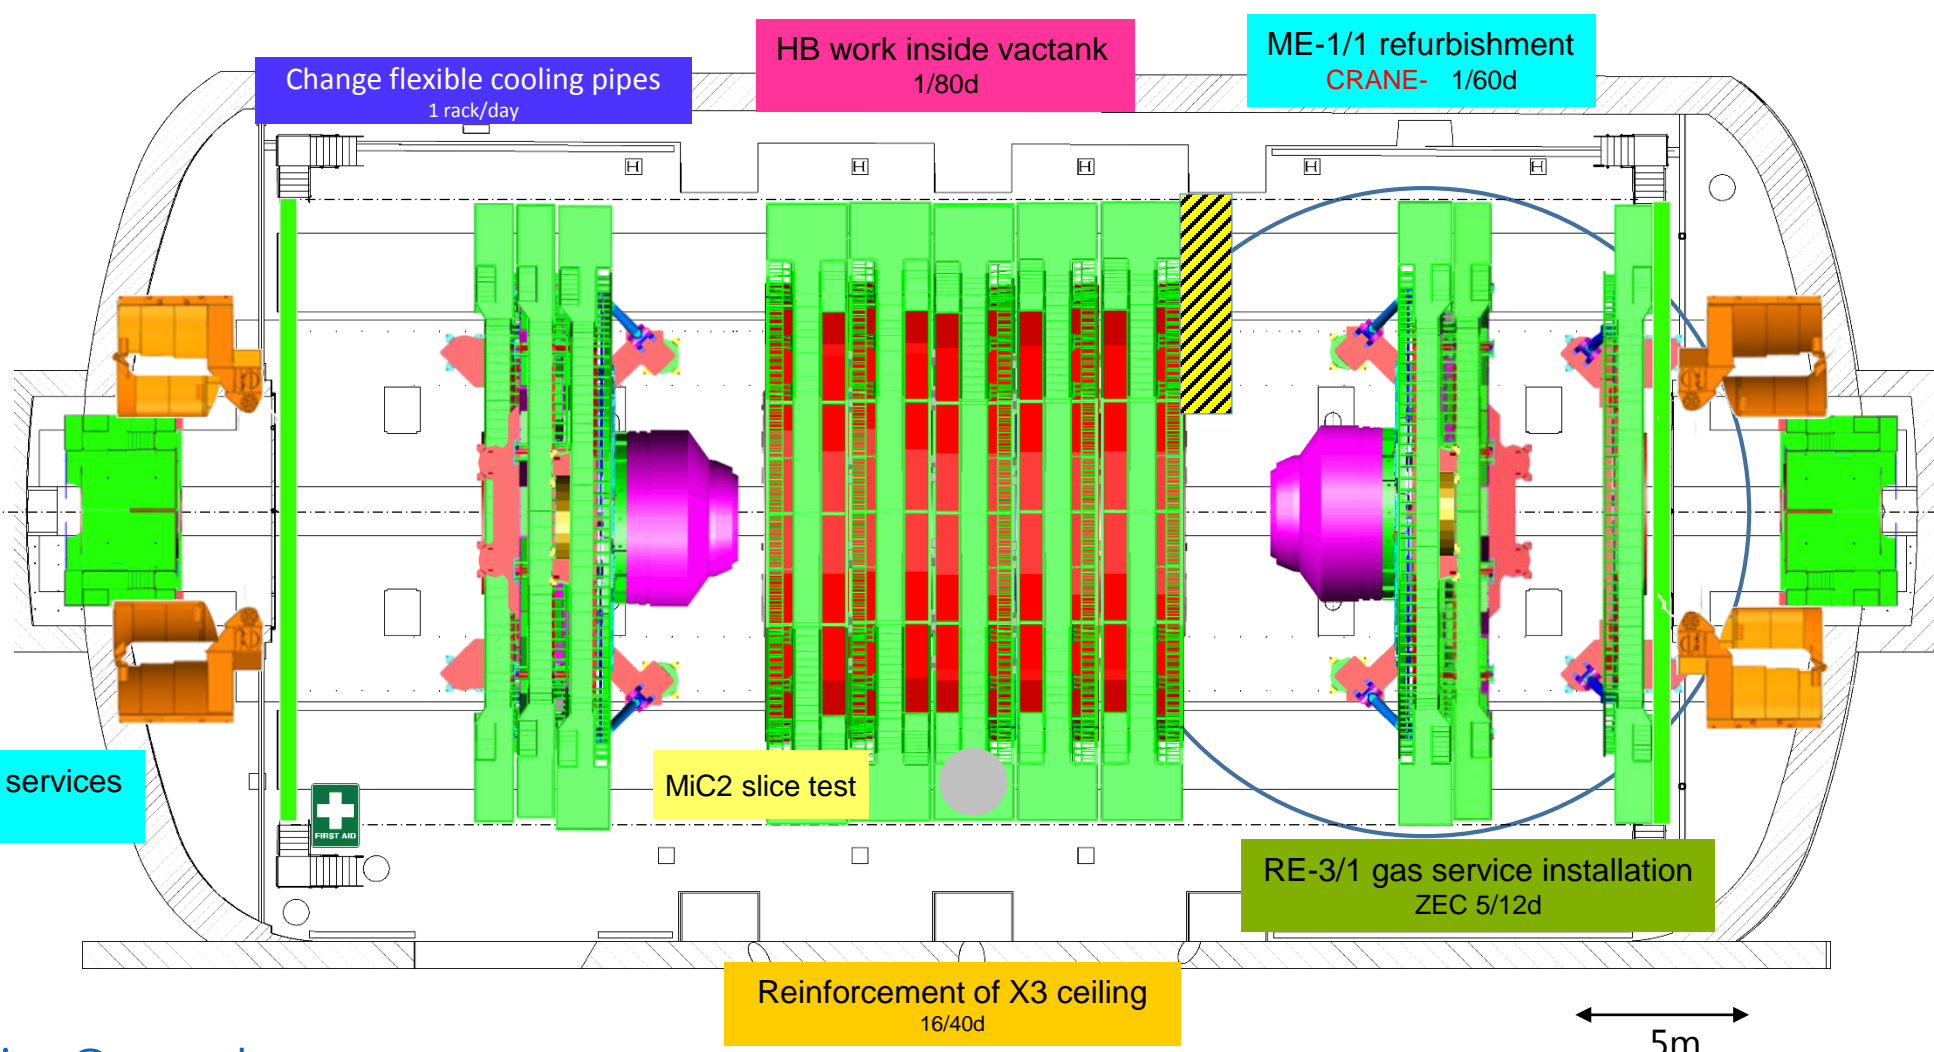 HB work inside vactank
1/80d
ME-1/1 refurbishment
CRANE- 1/60d
Change flexible cooling pipes
1 rack/day
H
H
H
H
H
services
MiC2 slice test
FIRST AID
RE-3/1 gas service installation
ZEC 5/12d
Reinforcement of X3 ceiling
16/40d
5m